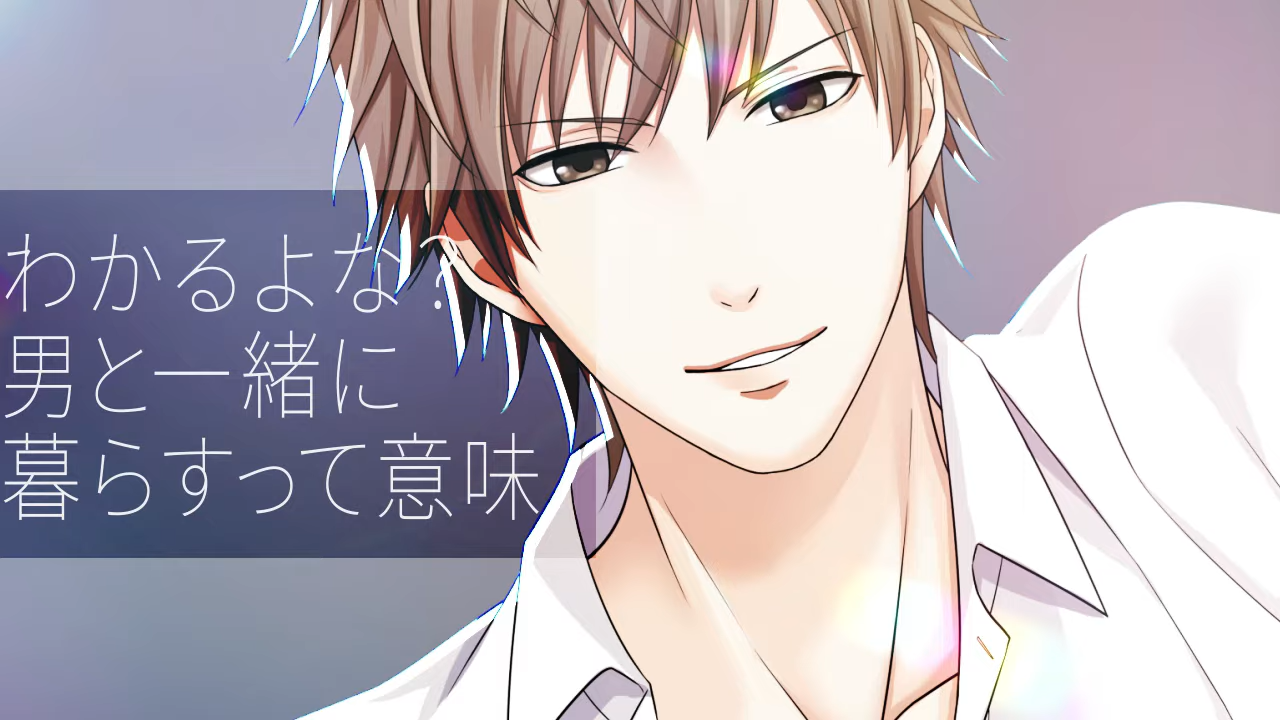 わかるよな？
男と一緒に
暮らすって意味